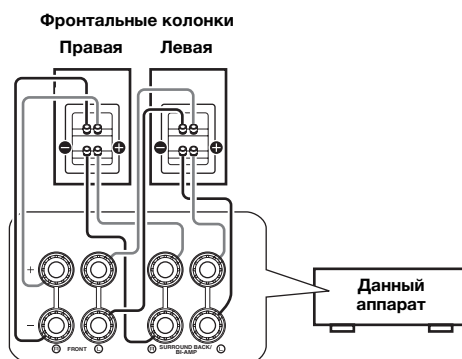 Фронтальные колонки
Правая Левая
Данный
аппарат
+
−
R FRONT L
R SURROUND BACK/ L
BI-AMP